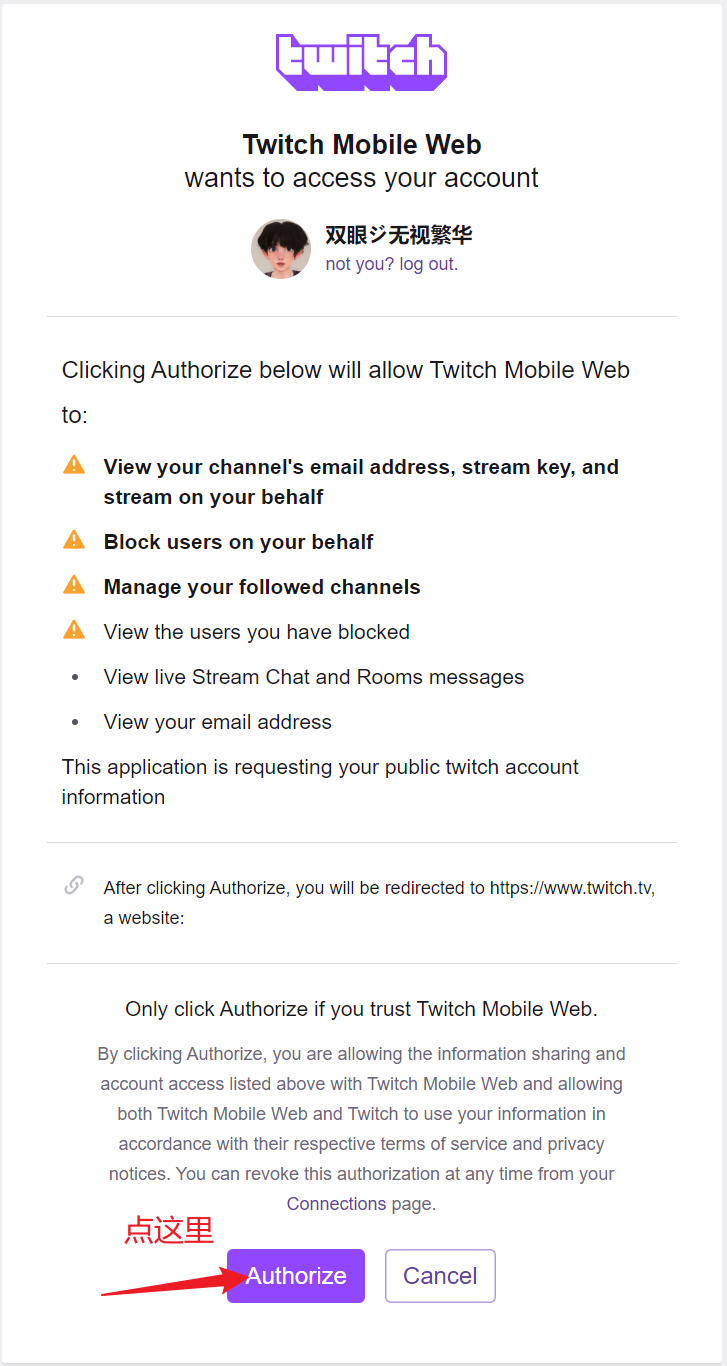 twitch
Twitch Mobile Web
wants to access your account
双眼ジ无视繁华
not you? log out.
Clicking Authorize below will allow Twitch Mobile Web
to:
View your channel's email address, stream key, and
stream on your behalf
Block users on your behalf
Manage your followed channels
View the users you have blocked
View live Stream Chat and Rooms messages
View your email address
This application is requesting your public twitch account
information
After clicking Authorize, you will be redirected to https://www.twitch.tv,
a website:
Only click Authorize if you trust Twitch Mobile Web.
By clicking Authorize, you are allowing the information sharing and
account access listed above with Twitch Mobile Web and allowing
both Twitch Mobile Web and Twitch to use your information in
accordance with their respective terms of service and privacy
notices. You can revoke this authorization at any time from your
Connections page.
点这里
Authorize
Cancel